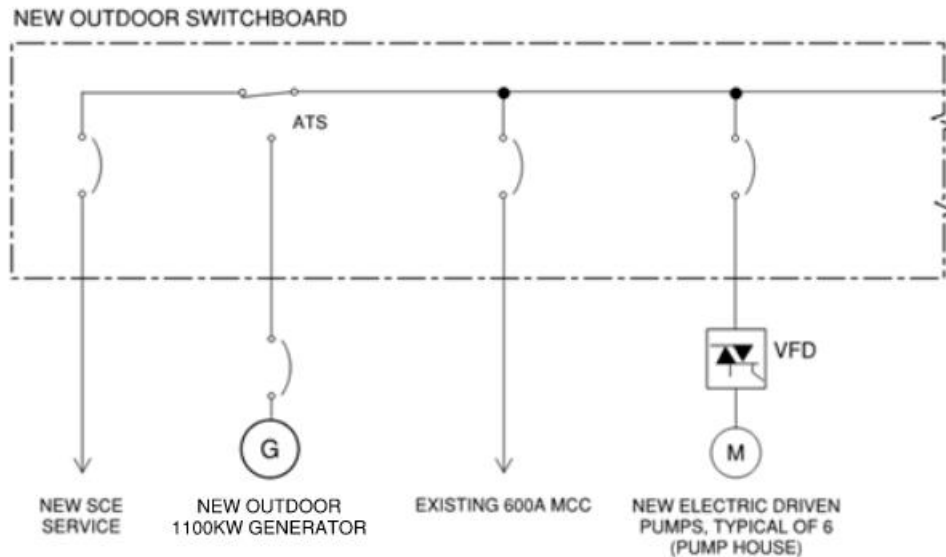 NEW OUTDOOR SWITCHBOARD
ATS
VFD
G
M
NEW SCE
SERVICE
NEW OUTDOOR
1100KW GENERATOR
EXISTING 600A MCC
NEW ELECTRIC DRIVEN
PUMPS, TYPICAL OF 6
(PUMP HOUSE)